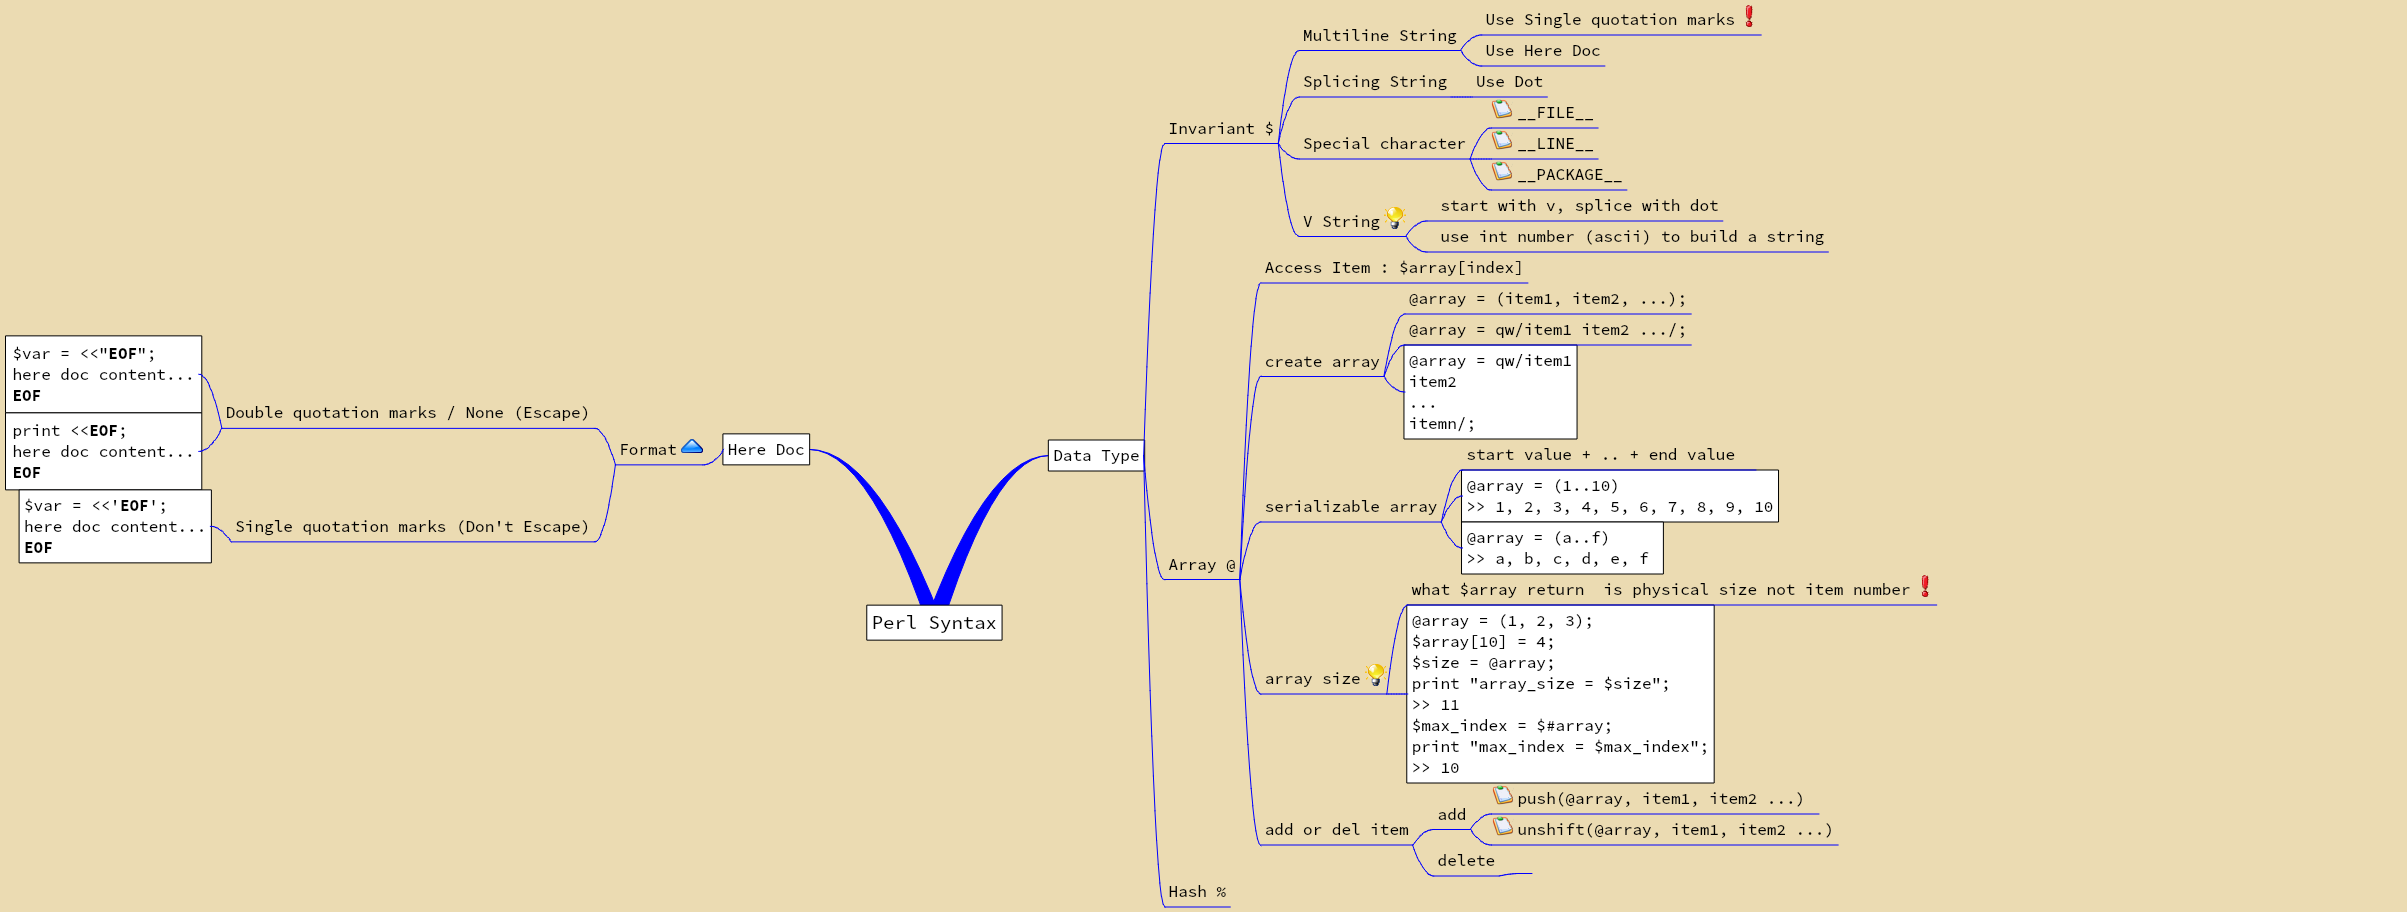 Perl Syntax
Here Doc
Format
Double quotation marks / None (Escape)
$var = <<"EOF";
here doc content...
EOF
print <<EOF;
here doc content...
EOF
Single quotation marks (Don't Escape)
$var = <<'EOF';
here doc content...
EOF
Data Type
Invariant $
Multiline String
Use Single quotation marks
Use Here Doc
Splicing String
Use Dot
Special character
__FILE__
__LINE__
__PACKAGE__
V String
start with v, splice with dot
use int number (ascii) to build a string
Array @
Access Item : $array[index]
create array
@array = (item1, item2, ...);
@array = qw/item1 item2 .../;
@array = qw/item1
item2
...
itemn/;
serializable array
start value + .. + end value
@array = (1..10)
>> 1, 2, 3, 4, 5, 6, 7, 8, 9, 10
@array = (a..f)
>> a, b, c, d, e, f
array size
what $array return  is physical size not item number
@array = (1, 2, 3);
$array[10] = 4;
$size = @array;
print "array_size = $size";
>> 11
$max_index = $#array;
print "max_index = $max_index";
>> 10
add or del item
add
push(@array, item1, item2 ...)
unshift(@array, item1, item2 ...)
delete
Hash %